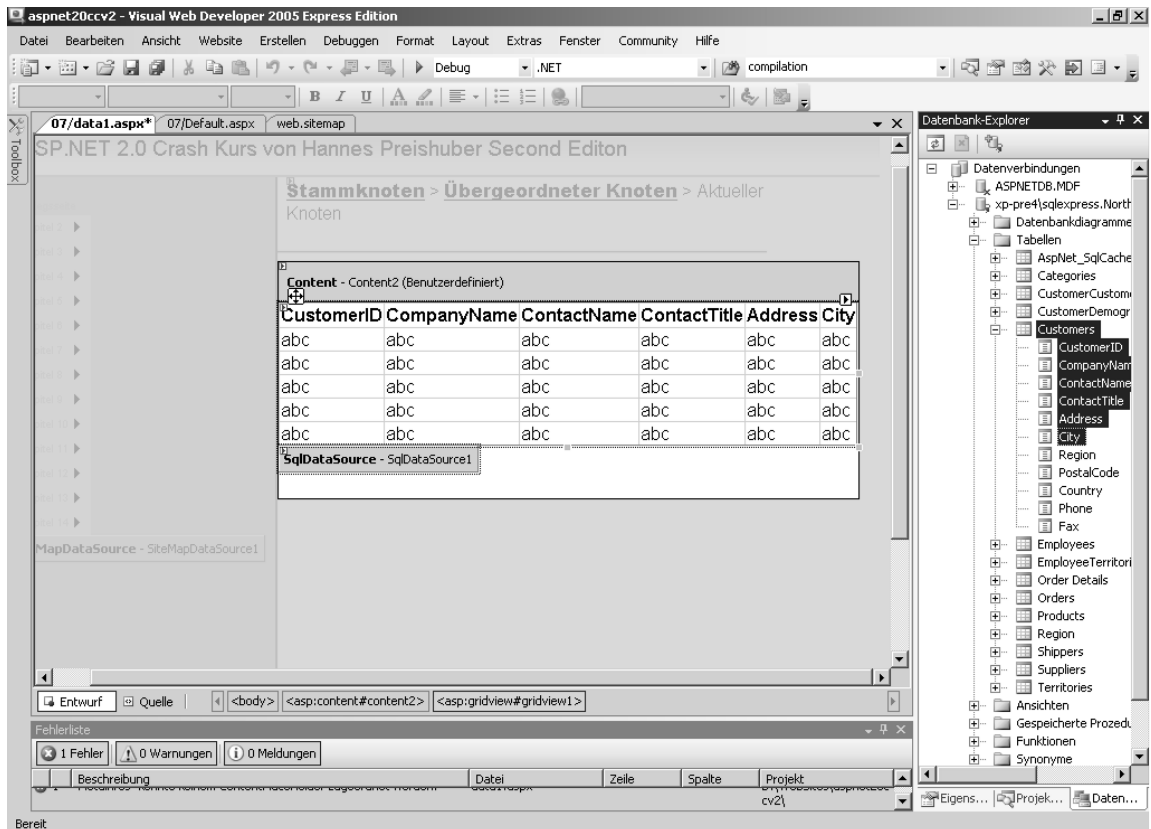 aspnet20ccv2 - Visual Web Developer 2005 Express Edition
Datei Bearbeiten Ansicht Website Erstellen Debuggen Format Layout Extras Fenster Community Hilfe
Debug .NET compilation
B I U A
Toolbox
07/data1.aspx* 07/Default.aspx web.sitemap
SP.NET 2.0 Crash Kurs von Hannes Preishuber Second Editon
Stammknoten > Übergeordneter Knoten > Aktueller
Knoten
Content - Content2 (Benutzerdefiniert)
CustomerID CompanyName ContactName ContactTitle Address City
abc abc abc abc abc abc
abc abc abc abc abc abc
abc abc abc abc abc abc
abc abc abc abc abc abc
abc abc abc abc abc abc
SqlDataSource - SqlDataSource1
MapDataSource - SiteMapDataSource1
Entwurf Quelle <body> <asp:content#content2> <asp:gridview#gridview1>
Fehlerliste
1 Fehler 0 Warnungen 0 Meldungen
Beschreibung Datei Zeile Spalte Projekt
cv2\
Bereit
Datenbank-Explorer
Datenverbindungen
ASPNETDB.MDF
xp-pre4\sqlexpress.North
Datenbankdiagramme
Tabellen
AspNet_SqlCache
Categories
CustomerCustom
CustomerDemogr
Customers
CustomerID
CompanyNam
ContactName
ContactTitle
Address
City
Region
PostalCode
Country
Phone
Fax
Employees
EmployeeTerritori
Order Details
Orders
Products
Region
Shippers
Suppliers
Territories
Ansichten
Gespeicherte Prozedu
Funktionen
Synonyme
Eigens... Projek... Daten...